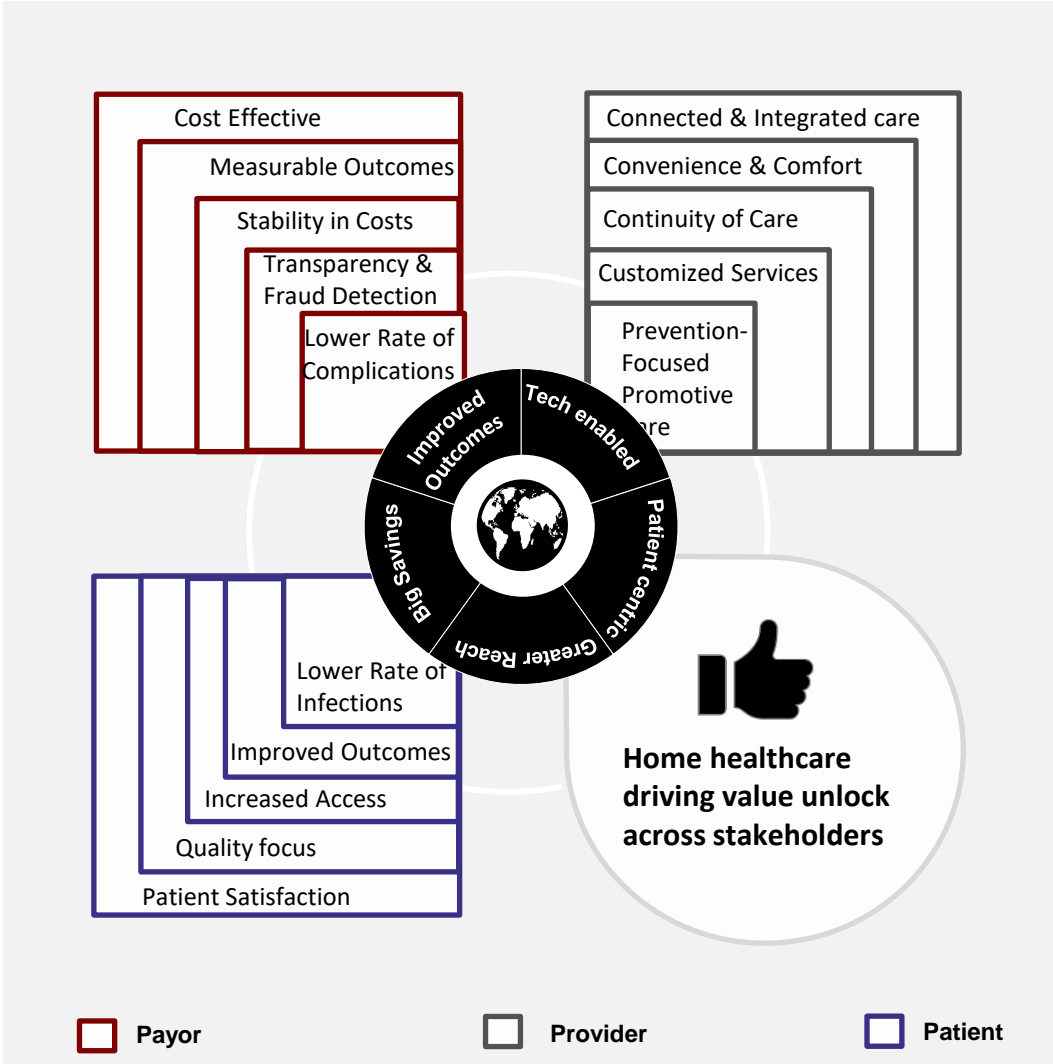 Cost Effective
Measurable Outcomes
Stability in Costs
Transparency &
Fraud Detection
Lower Rate of
Complications
Connected & Integrated care
Convenience & Comfort
Continuity of Care
Customized Services
Prevention-
Focused
Promotive
are
Improved
Outcomes
Tech enabled
Patient centric
Greater Reach
Big Savings
Lower Rate of
Infections
Improved Outcomes
Increased Access
Quality focus
Patient Satisfaction
Home healthcare
driving value unlock
across stakeholders
Payor
Provider
Patient